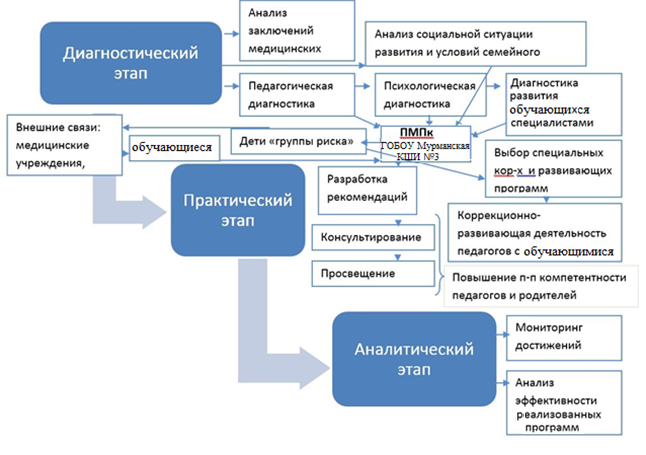 Диагностический
этап
Анализ
заключений
медицинских
Анализ социальной ситуации
развития и условий семейного
Педагогическая
диагностика
Психологическая
диагностика
Диагностика
развития
обучающихся
специалистами
Внешние связи:
медицинские
учреждения,
обучающиеся
Дети «группы риска»
ПМПк
ГОБОУ Мурманская
КШИ №3
Выбор специальных
кор-х и развивающих
программ
Практический
этап
Разработка
рекомендаций
Консультирование
Просвещение
Коррекционно-
развивающая деятельность
педагогов с обучающимися
Повышение п-п компетентности
педагогов и родителей
Аналитический
этап
Мониторинг
достижений
Анализ
эффективности
реализованных
программ